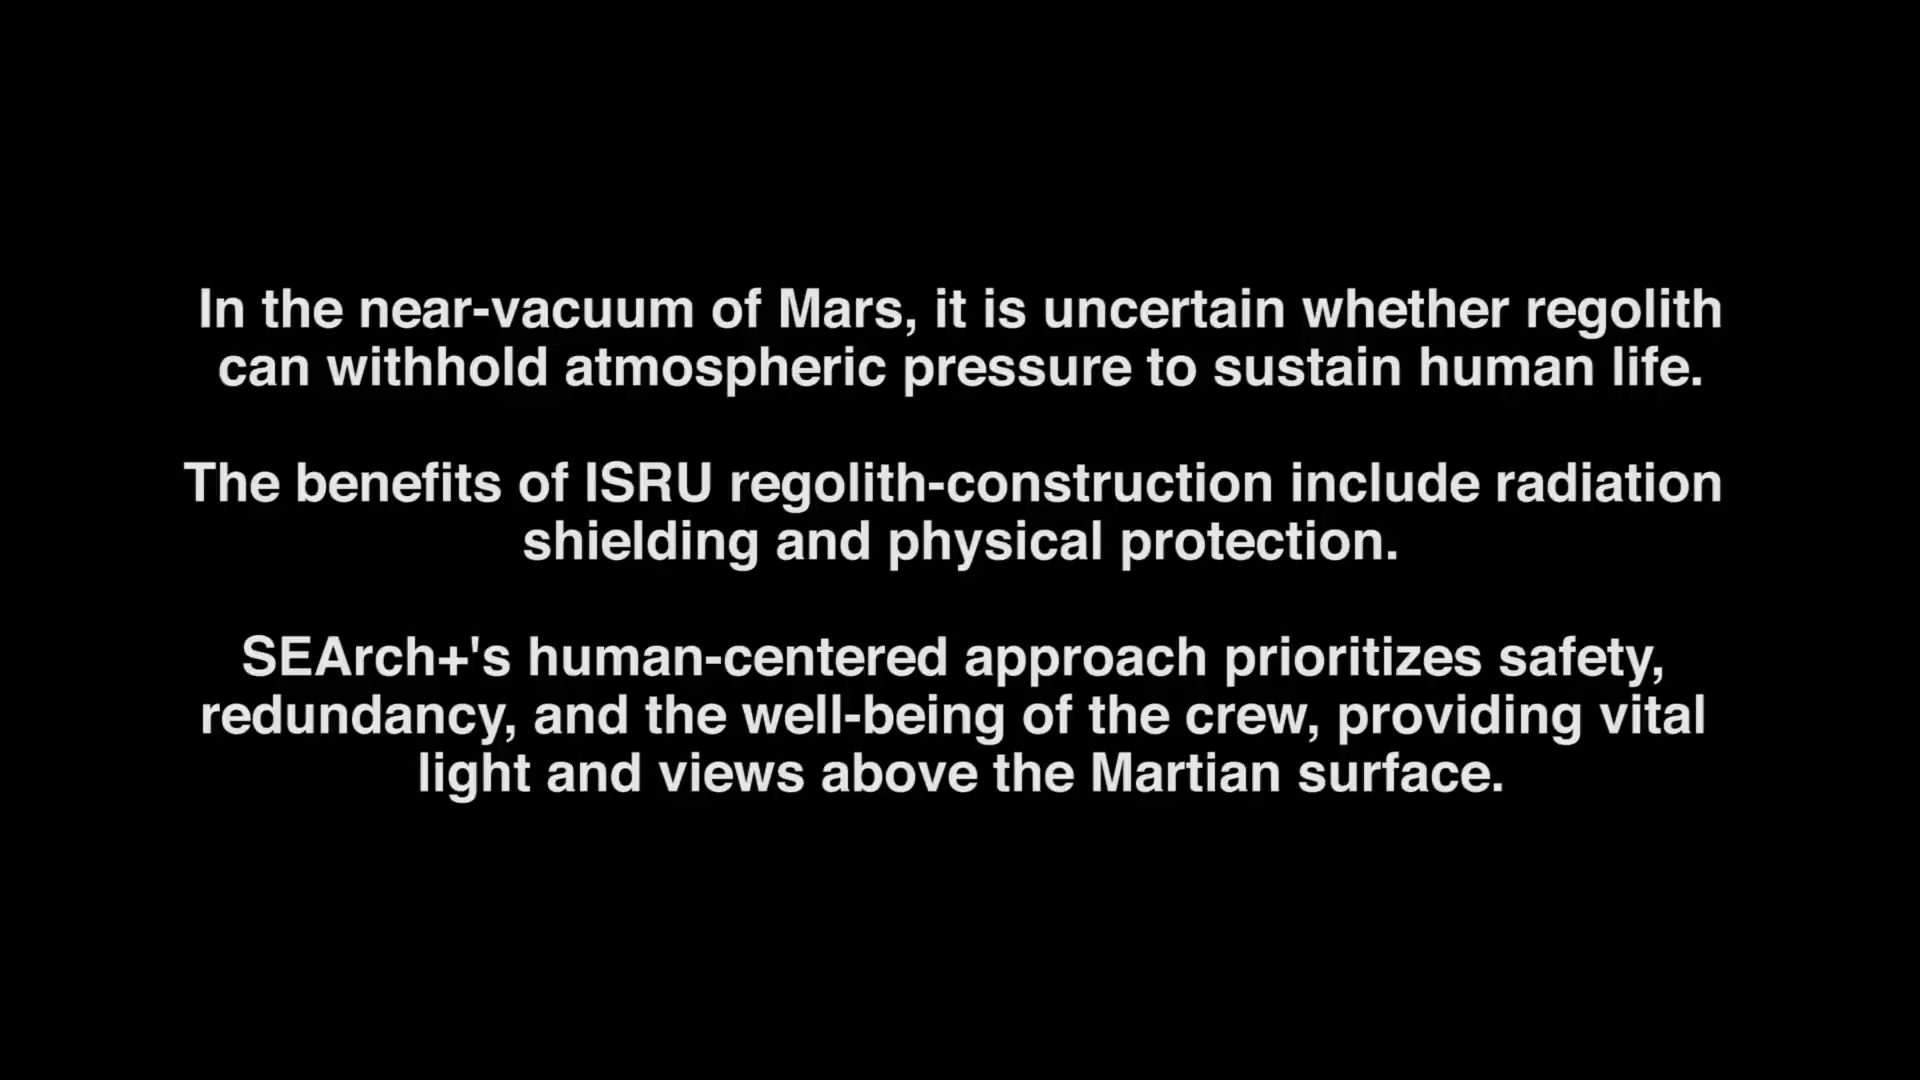 In the near-vacuum of Mars, it is uncertain whether regolith
can withhold atmospheric pressure to sustain human life.
The benefits of ISRU regolith-construction include radiation
shielding and physical protection.
SEArch+'s human-centered approach prioritizes safety,
redundancy, and the well-being of the crew, providing vital
light and views above the Martian surface.